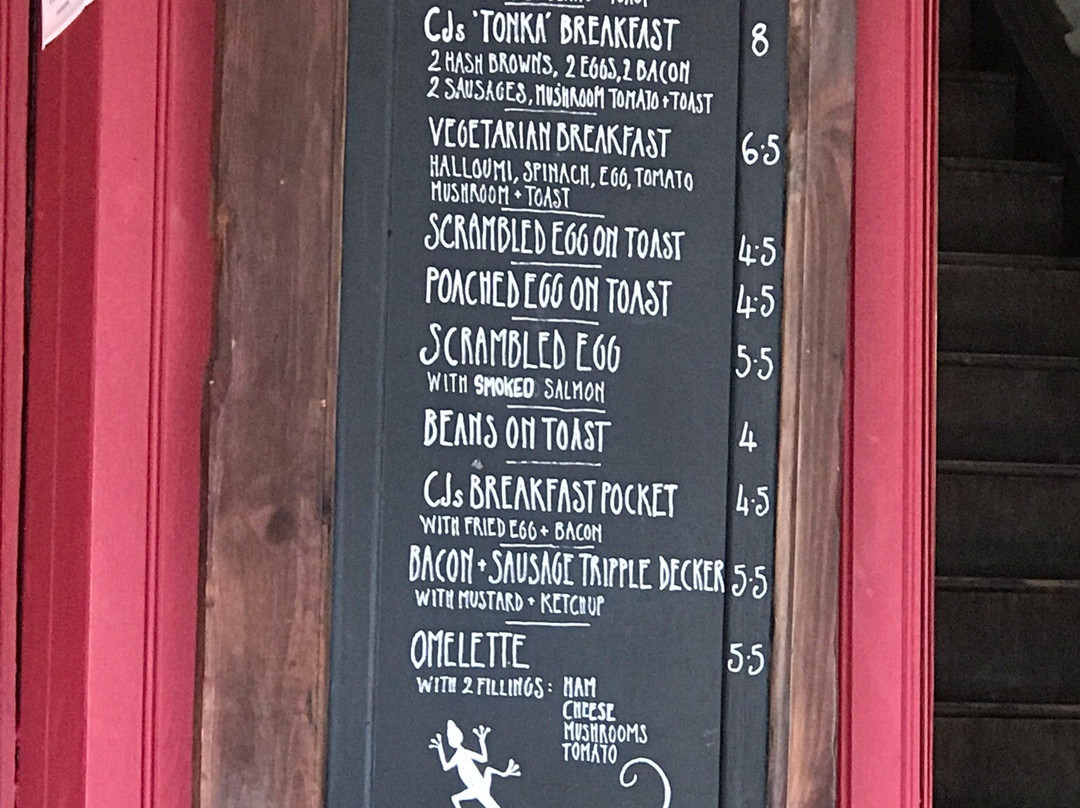 CJs 'TONKA' BREAKFAST 8
2 HASH BROWNS, 2 EGGS, 2 BACON
2 SAUSAGES, MUSHROOM TOMATO + TOAST
VEGETARIAN BREAKFAST 6.5
HALLOUMI, SPINACH, EGG, TOMATO
MUSHROOM + TOAST
SCRAMBLED EGG ON TOAST 4.5
POACHED EGG ON TOAST 4.5
SCRAMBLED EGG 5.5
WITH SMOKED SALMON
BEANS ON TOAST 4
CJs BREAKFAST POCKET 4.5
WITH FRIED EGG + BACON
BACON + SAUSAGE TRIPPLE DECKER 5.5
WITH MUSTARD + KETCHUP
OMELETTE 5.5
WITH 2 FILLINGS: HAM
CHEESE
MUSHROOMS
TOMATO